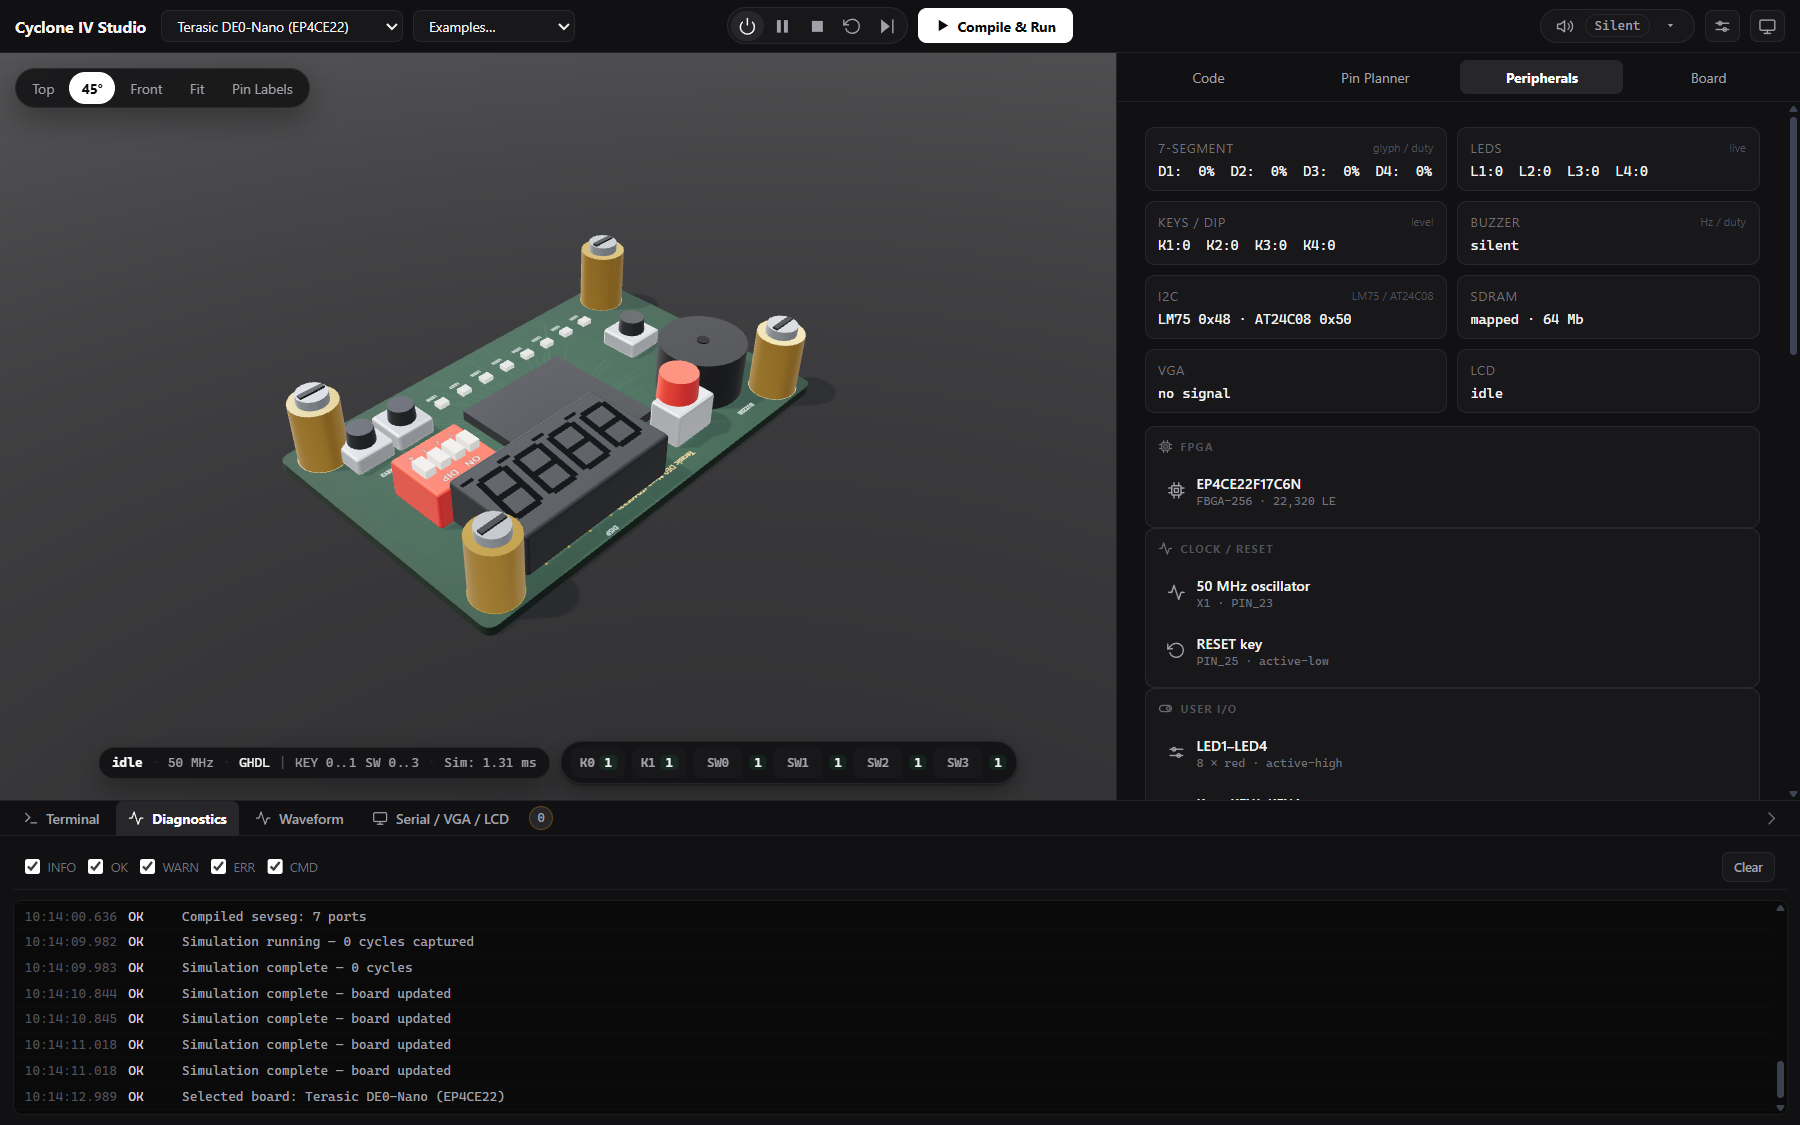 Cyclone IV Studio
Terasic DE0-Nano (EP4CE22)
Examples...
Compile & Run
Silent
Top 45° Front Fit Pin Labels
Code Pin Planner Peripherals Board
7-SEGMENT glyph / duty
D1: 0% D2: 0% D3: 0% D4: 0%
LEDS live
L1:0 L2:0 L3:0 L4:0
KEYS / DIP level
K1:0 K2:0 K3:0 K4:0
BUZZER Hz / duty
silent
I2C LM75 / AT24C08
LM75 0x48 · AT24C08 0x50
SDRAM
mapped · 64 Mb
VGA
no signal
LCD
idle
FPGA
EP4CE22F17C6N
FBGA-256 · 22,320 LE
CLOCK / RESET
50 MHz oscillator
X1 · PIN_23
RESET key
PIN_25 · active-low
USER I/O
LED1–LED4
8 × red · active-high
ON
DIP
BUZZER
idle · 50 MHz · GHDL | KEY 0..1 SW 0..3 · Sim: 1.31 ms
K0 1 K1 1 SW0 1 SW1 1 SW2 1 SW3 1
Terminal Diagnostics Waveform Serial / VGA / LCD 0
INFO OK WARN ERR CMD Clear
10:14:00.636 OK Compiled sevseg: 7 ports
10:14:09.982 OK Simulation running — 0 cycles captured
10:14:09.983 OK Simulation complete — 0 cycles
10:14:10.844 OK Simulation complete — board updated
10:14:10.845 OK Simulation complete — board updated
10:14:11.018 OK Simulation complete — board updated
10:14:11.018 OK Simulation complete — board updated
10:14:12.989 OK Selected board: Terasic DE0-Nano (EP4CE22)